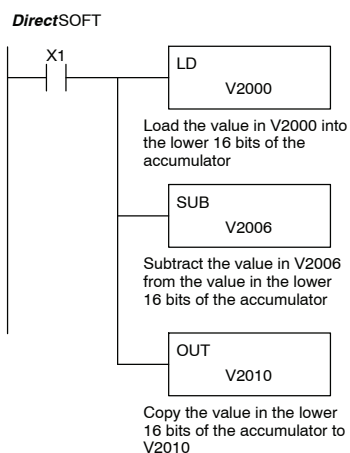 DirectSOFT
X1
LD
V2000
Load the value in V2000 into
the lower 16 bits of the
accumulator
SUB
V2006
Subtract the value in V2006
from the value in the lower
16 bits of the accumulator
OUT
V2010
Copy the value in the lower
16 bits of the accumulator to
V2010